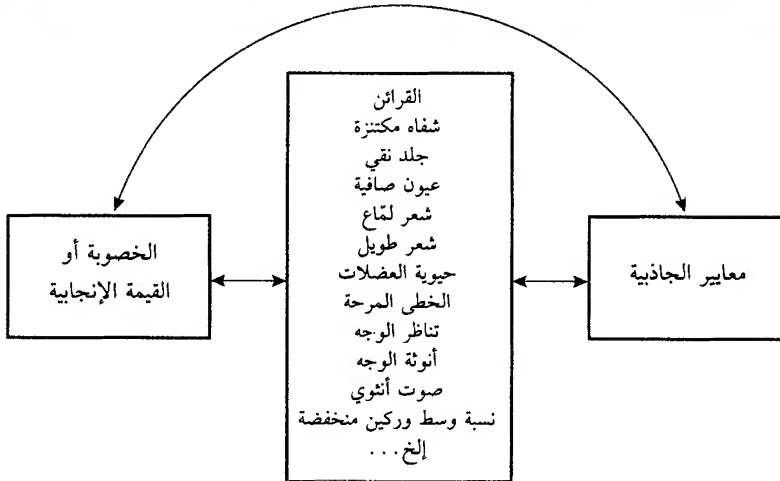 القرائن
شفاه مكتنزة
جلد نقي
عيون صافية
شعر لمّاع
شعر طويل
حيوية العضلات
الخطى المرحة
تناظر الوجه
أنوثة الوجه
صوت أنثوي
نسبة وسط وركين منخفضة
إلخ...
معايير الجاذبية
الخصوبة أو
القيمة الإنجابية